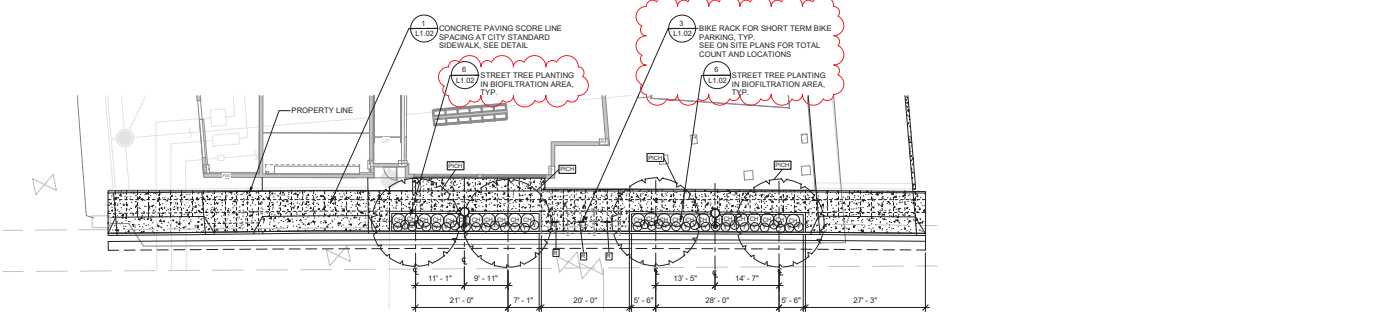 1
L1.02
CONCRETE PAVING SCORE LINE
SPACING AT CITY STANDARD
SIDEWALK, SEE DETAIL
3
L1.02
BIKE RACK FOR SHORT TERM BIKE
PARKING, TYP.
SEE ON SITE PLANS FOR TOTAL
COUNT AND LOCATIONS
6
L1.02
STREET TREE PLANTING
IN BIOFILTRATION AREA,
TYP.
6
L1.02
STREET TREE PLANTING
IN BIOFILTRATION AREA,
TYP.
PROPERTY LINE
PICH
PICH
PICH
PICH
11' - 1"
9' - 11"
13' - 5"
14' - 7"
21' - 0"
7' - 1"
20' - 0"
5' - 6"
28' - 0"
5' - 6"
27' - 3"